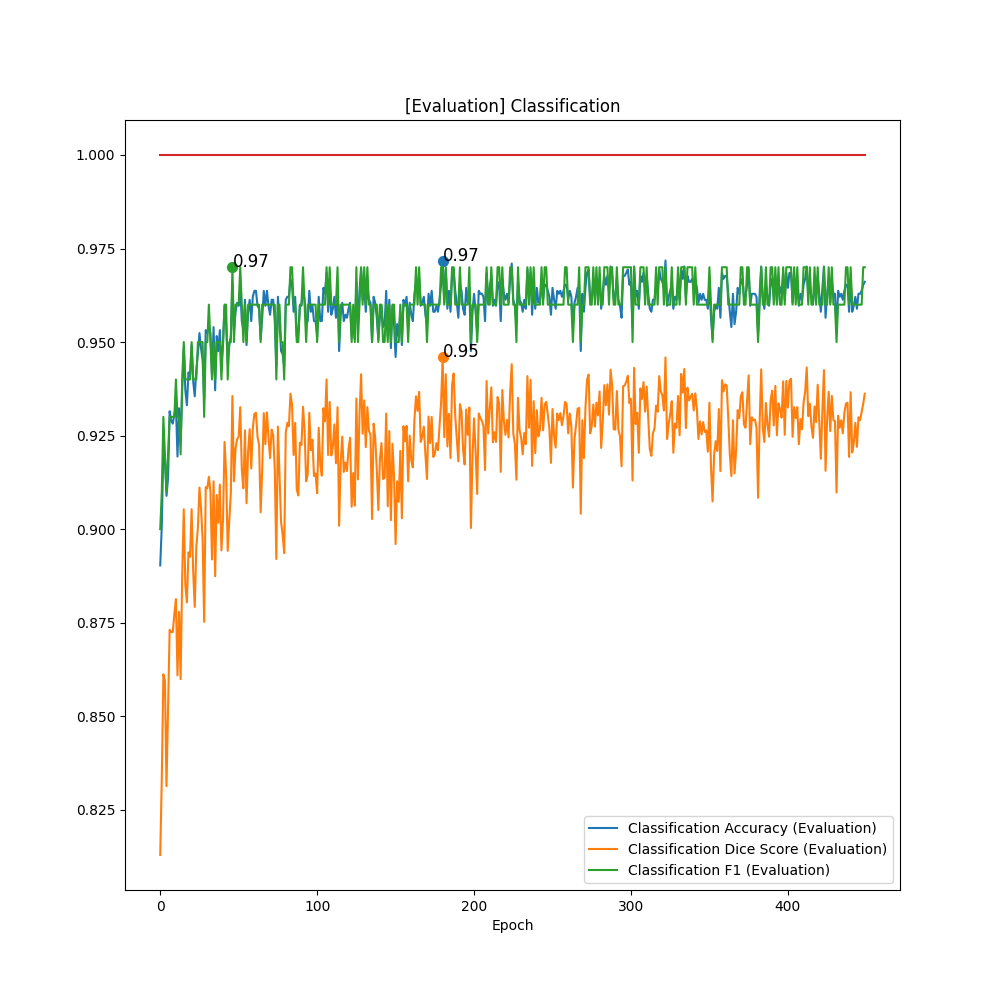 [Evaluation] Classification
1.000
0.975
0.950
0.925
0.900
0.875
0.850
0.825
0.97
0.97
0.95
Classification Accuracy (Evaluation)
Classification Dice Score (Evaluation)
Classification F1 (Evaluation)
0 100 200 300 400
Epoch